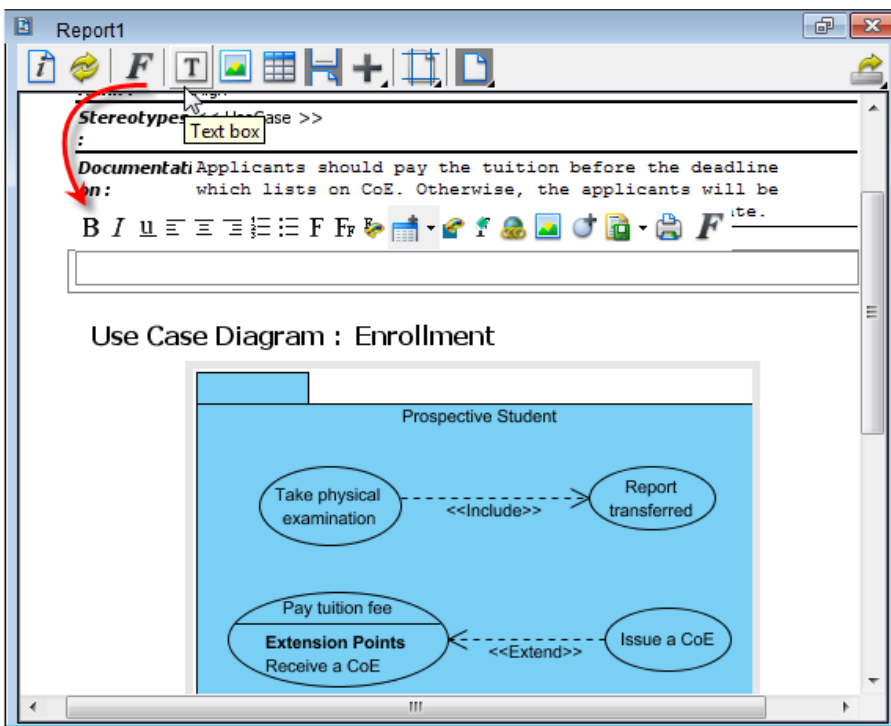 Report1
i F T
Stereotypes << UseCase >>
:
Text box
Documentati Applicants should pay the tuition before the deadline
on : which lists on CoE. Otherwise, the applicants will be
B I u F FF F
Use Case Diagram : Enrollment
Prospective Student
Take physical
examination
<<Include>>
Report
transferred
Pay tuition fee
Extension Points
Receive a CoE
<<Extend>>
Issue a CoE